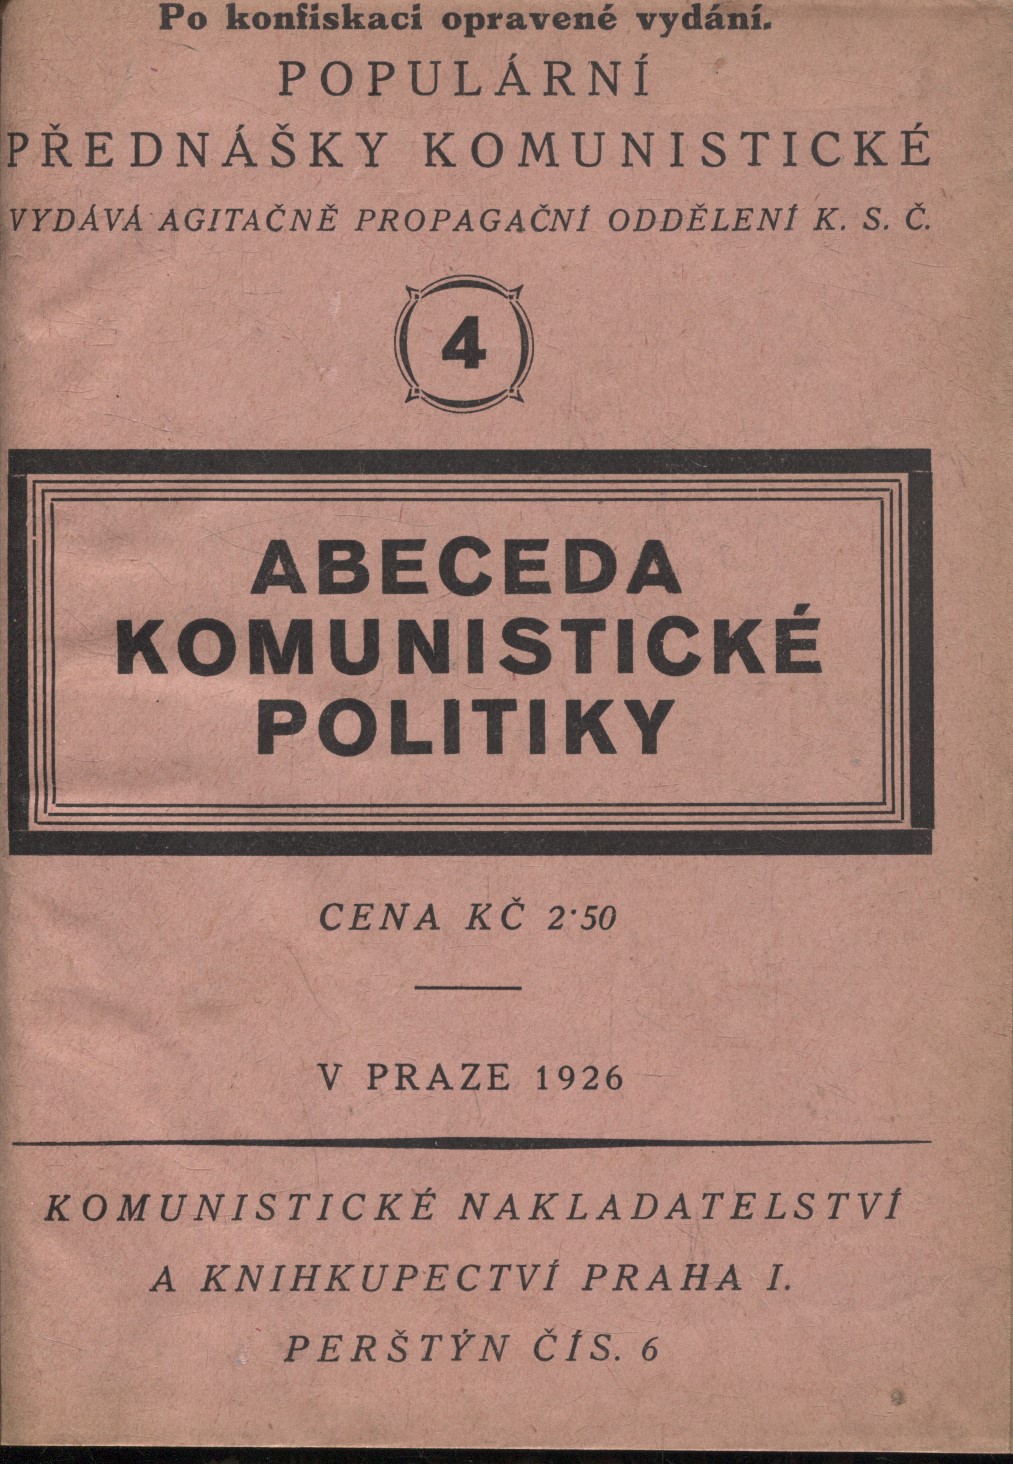 Po konfiskaci opravené vydání.
POPULÁRNÍ
PŘEDNÁŠKY KOMUNISTICKÉ
VYDÁVÁ AGITAČNĚ PROPAGAČNÍ ODDĚLENÍ K. S. Č.
4
ABECEDA
KOMUNISTICKÉ
POLITIKY
CENA KČ 2·50
V PRAZE 1926
KOMUNISTICKÉ NAKLADATELSTVÍ
A KNIHKUPECTVÍ PRAHA I.
PERŠTÝN ČÍS. 6